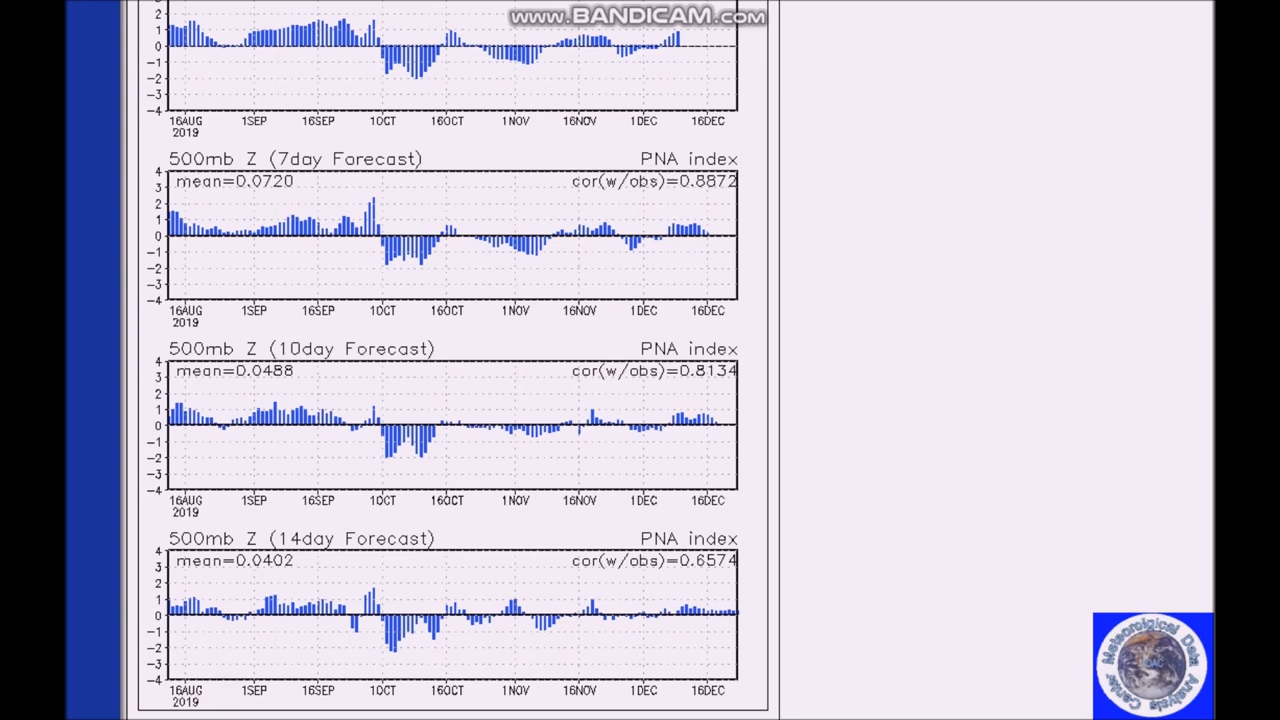 www.BANDICAM.com
2
1
0
-1
-2
-3
-4
16AUG 1SEP 16SEP 1OCT 16OCT 1NOV 16NOV 1DEC 16DEC
2019
500mb Z (7day Forecast) PNA index
4
3 mean=0.0720 cor(w/obs)=0.8872
2
1
0
-1
-2
-3
-4
16AUG 1SEP 16SEP 1OCT 16OCT 1NOV 16NOV 1DEC 16DEC
2019
500mb Z (10day Forecast) PNA index
4
3 mean=0.0488 cor(w/obs)=0.8134
2
1
0
-1
-2
-3
-4
16AUG 1SEP 16SEP 1OCT 16OCT 1NOV 16NOV 1DEC 16DEC
2019
500mb Z (14day Forecast) PNA index
4
3 mean=0.0402 cor(w/obs)=0.6574
2
1
0
-1
-2
-3
-4
16AUG 1SEP 16SEP 1OCT 16OCT 1NOV 16NOV 1DEC 16DEC
2019
Data Analysis Center